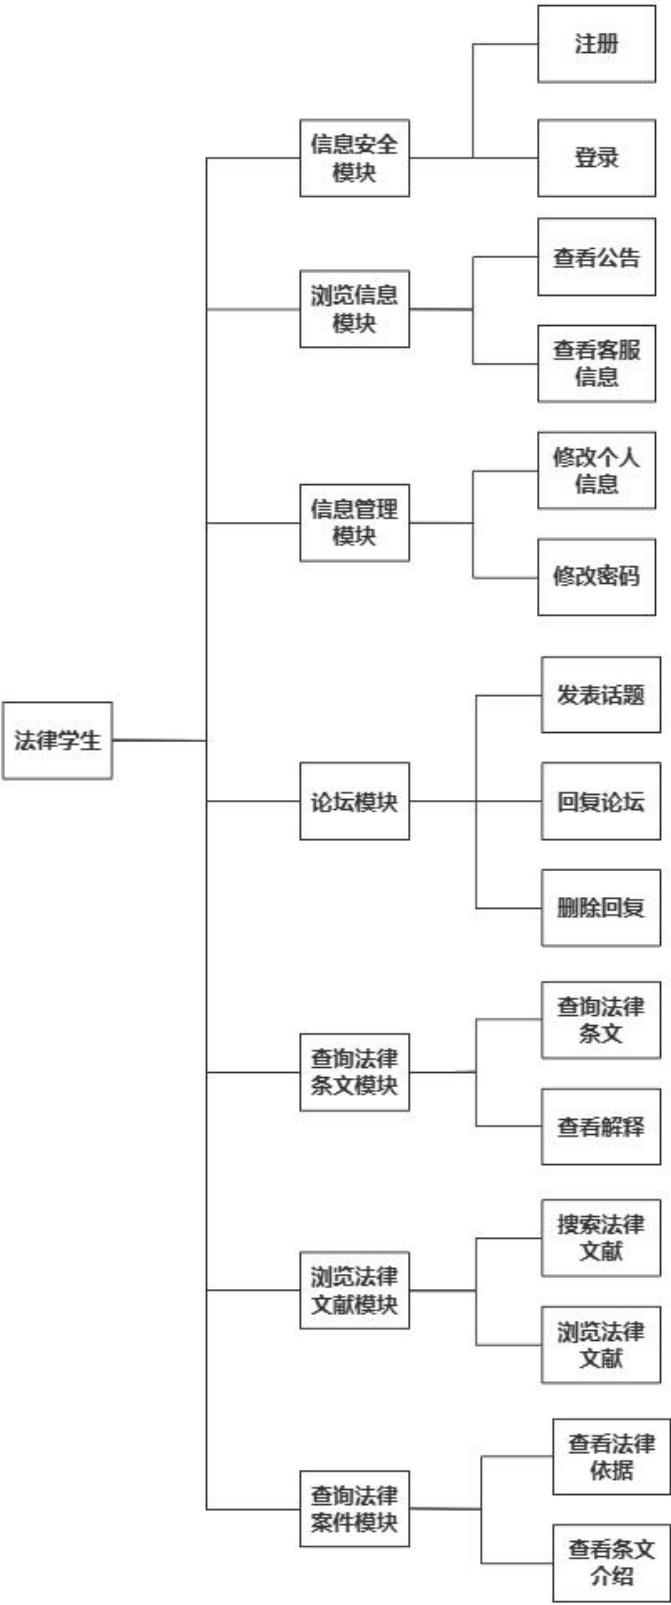 法律学生
信息安全
模块
注册
登录
浏览信息
模块
查看公告
查看客服
信息
信息管理
模块
修改个人
信息
修改密码
论坛模块
发表话题
回复论坛
删除回复
查询法律
条文模块
查询法律
条文
查看解释
浏览法律
文献模块
搜索法律
文献
浏览法律
文献
查询法律
案件模块
查看法律
依据
查看条文
介绍